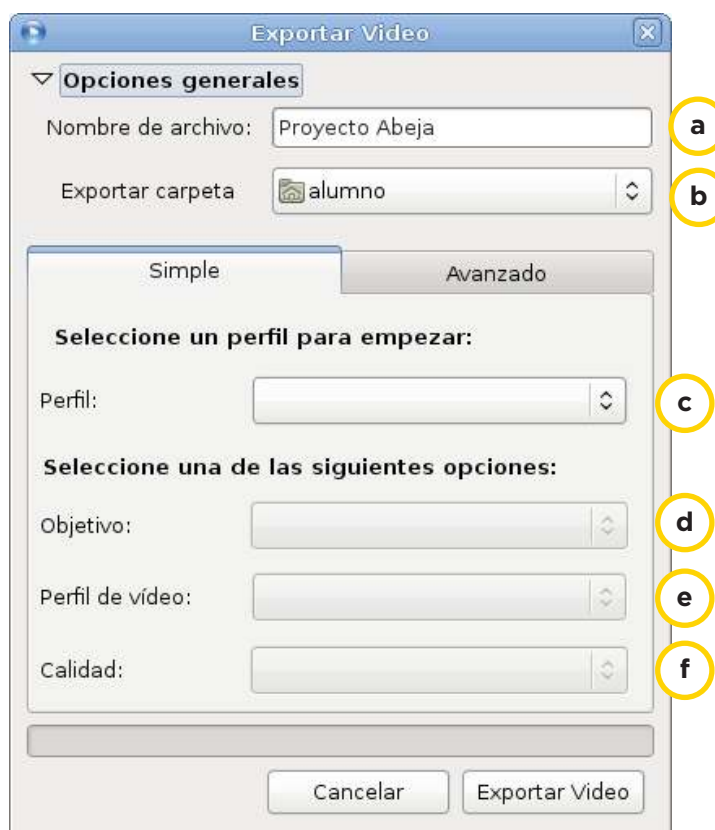 Exportar Video
Opciones generales
Nombre de archivo: Proyecto Abeja a
Exportar carpeta alumno b
Simple Avanzado
Seleccione un perfil para empezar:
Perfil: c
Seleccione una de las siguientes opciones:
Objetivo: d
Perfil de vídeo: e
Calidad: f
Cancelar Exportar Video